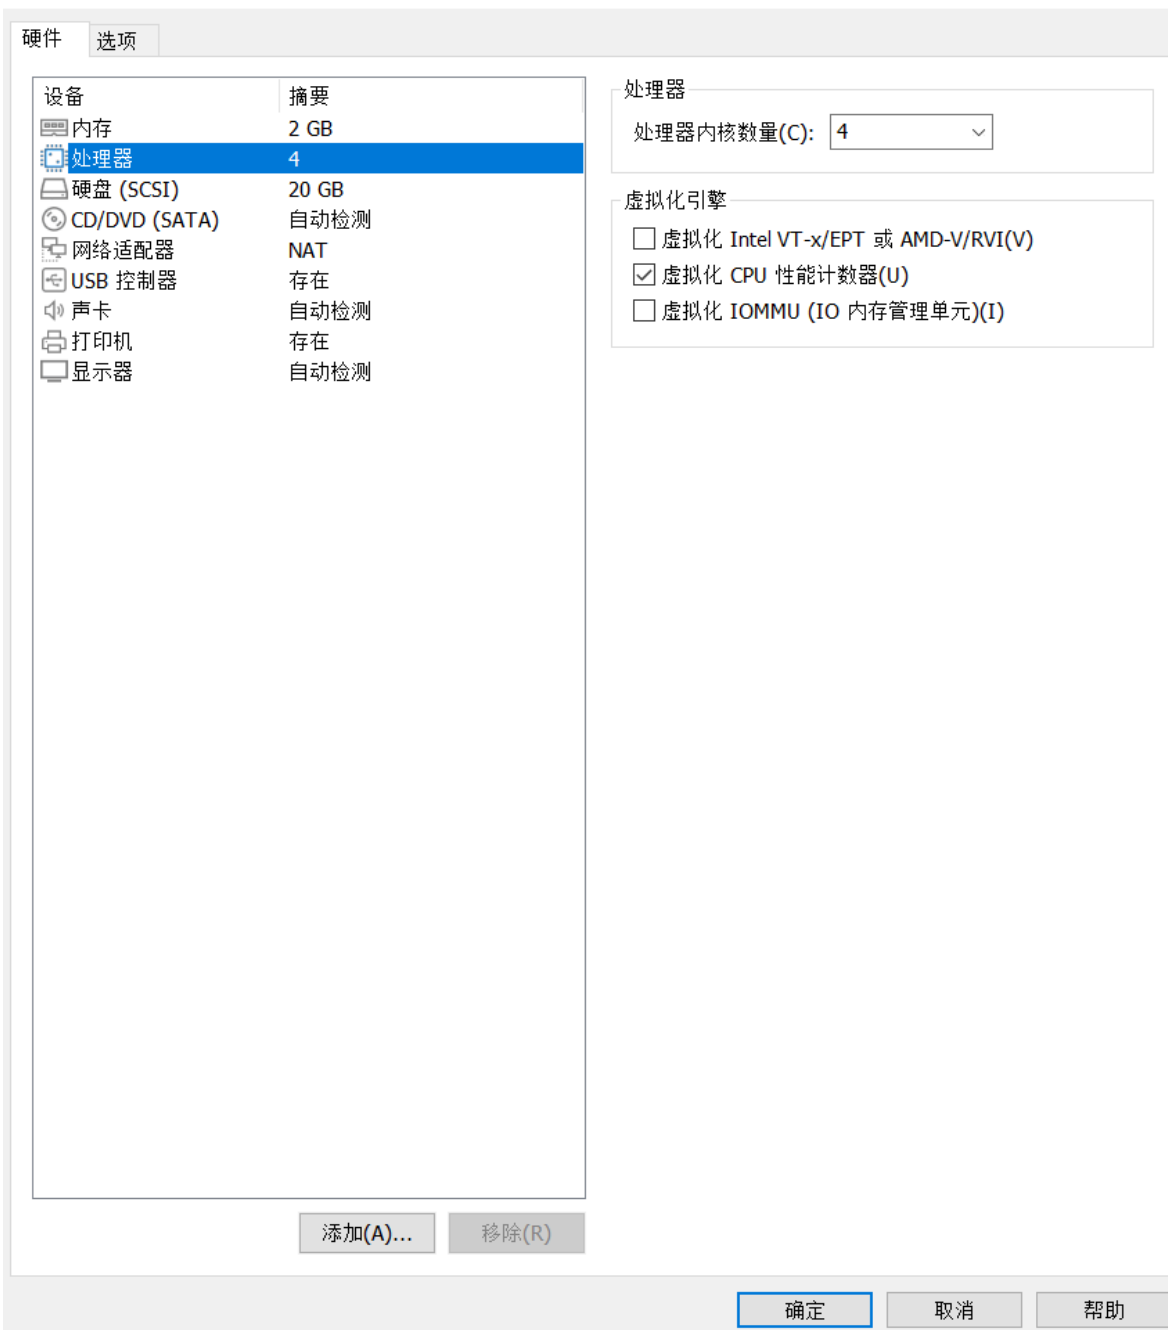 硬件 选项
设备 摘要
内存 2 GB
处理器 4
硬盘 (SCSI) 20 GB
CD/DVD (SATA) 自动检测
网络适配器 NAT
USB 控制器 存在
声卡 自动检测
打印机 存在
显示器 自动检测
添加(A)... 移除(R)
处理器
处理器内核数量(C): 4
虚拟化引擎
虚拟化 Intel VT-x/EPT 或 AMD-V/RVI(V)
虚拟化 CPU 性能计数器(U)
虚拟化 IOMMU (IO 内存管理单元)(I)
确定 取消 帮助